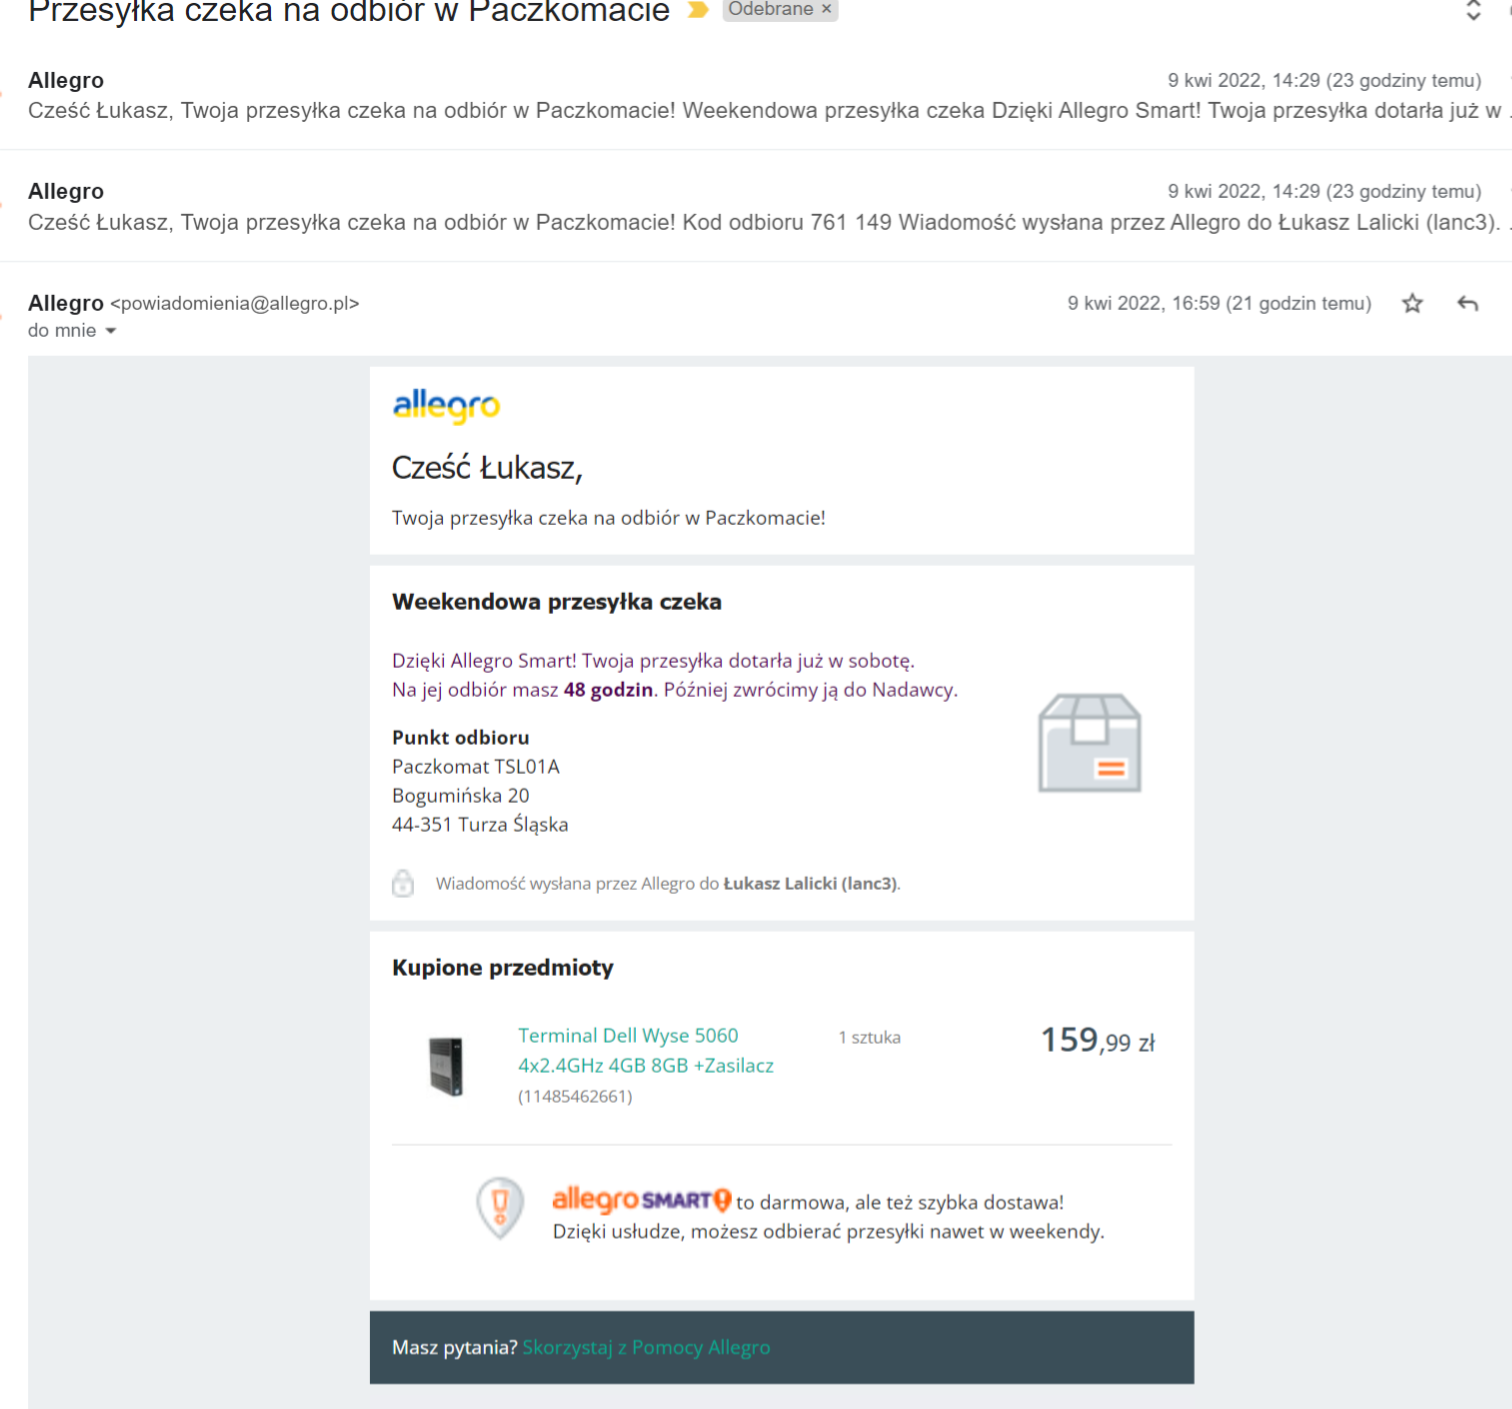 Przesyłka czeka na odbiór w Paczkomacie Odebrane ×
Allegro 9 kwi 2022, 14:29 (23 godziny temu)
Cześć Łukasz, Twoja przesyłka czeka na odbiór w Paczkomacie! Weekendowa przesyłka czeka Dzięki Allegro Smart! Twoja przesyłka dotarła już w
Allegro 9 kwi 2022, 14:29 (23 godziny temu)
Cześć Łukasz, Twoja przesyłka czeka na odbiór w Paczkomacie! Kod odbioru 761 149 Wiadomość wysłana przez Allegro do Łukasz Lalicki (lanc3).
Allegro <powiadomienia@allegro.pl> 9 kwi 2022, 16:59 (21 godzin temu)
do mnie
allegro
Cześć Łukasz,
Twoja przesyłka czeka na odbiór w Paczkomacie!
Weekendowa przesyłka czeka
Dzięki Allegro Smart! Twoja przesyłka dotarła już w sobotę.
Na jej odbiór masz 48 godzin. Później zwrócimy ją do Nadawcy.
Punkt odbioru
Paczkomat TSL01A
Bogumińska 20
44-351 Turza Śląska
Wiadomość wysłana przez Allegro do Łukasz Lalicki (lanc3).
Kupione przedmioty
Terminal Dell Wyse 5060 1 sztuka 159,99 zł
4x2.4GHz 4GB 8GB +Zasilacz
(11485462661)
allegro SMART! to darmowa, ale też szybka dostawa!
Dzięki usłudze, możesz odbierać przesyłki nawet w weekendy.
Masz pytania? Skorzystaj z Pomocy Allegro